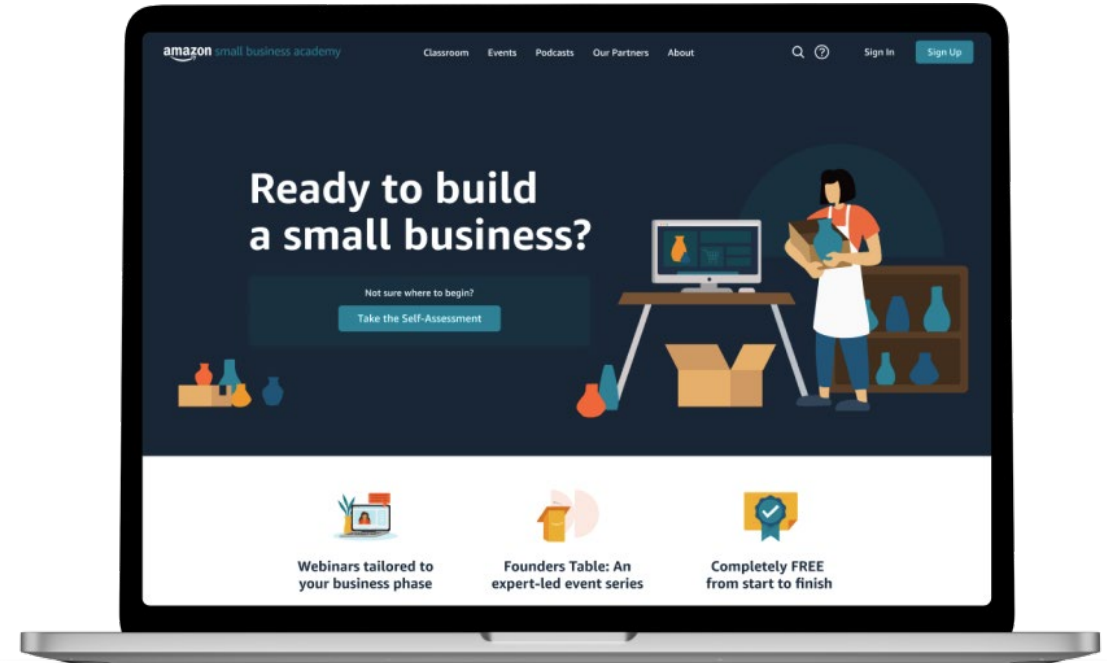 amazon small business academy
Classroom Events Podcasts Our Partners About
Sign In Sign Up
Ready to build
a small business?
Not sure where to begin?
Take the Self-Assessment
Webinars tailored to
your business phase
Founders Table: An
expert-led event series
Completely FREE
from start to finish